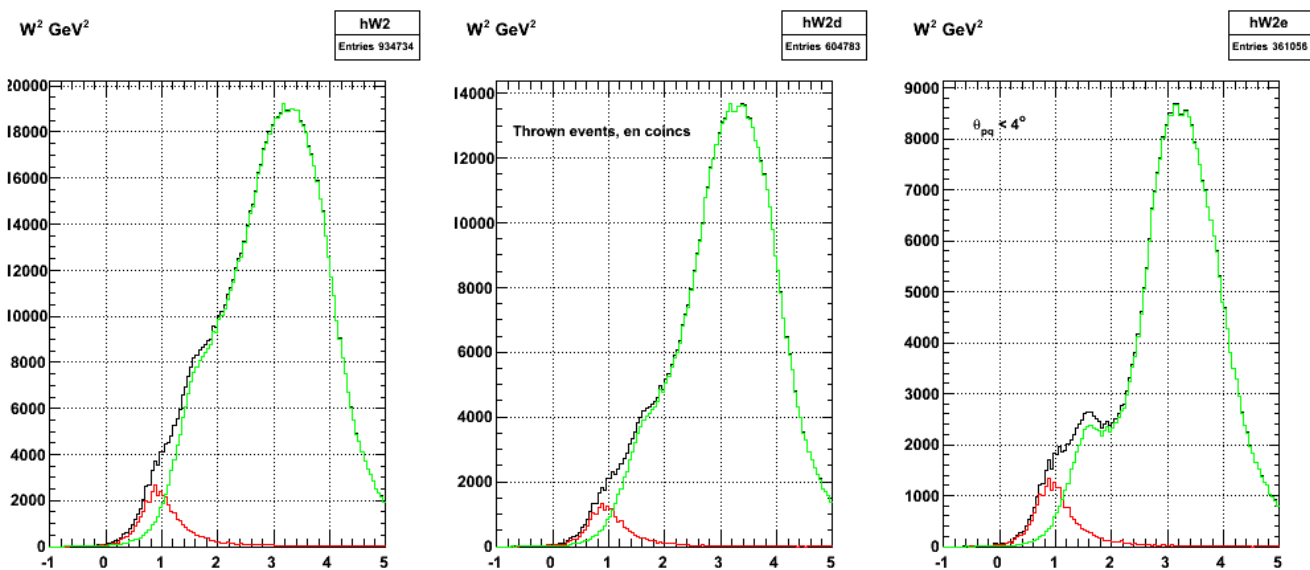 W² GeV²
hW2
Entries 934734
20000
18000
16000
14000
12000
10000
8000
6000
4000
2000
0
-1 0 1 2 3 4 5
W² GeV²
hW2d
Entries 604783
14000
12000
10000
8000
6000
4000
2000
0
Thrown events, en coincs
-1 0 1 2 3 4 5
W² GeV²
hW2e
Entries 361056
9000
8000
7000
6000
5000
4000
3000
2000
1000
0
θpq < 4°
-1 0 1 2 3 4 5